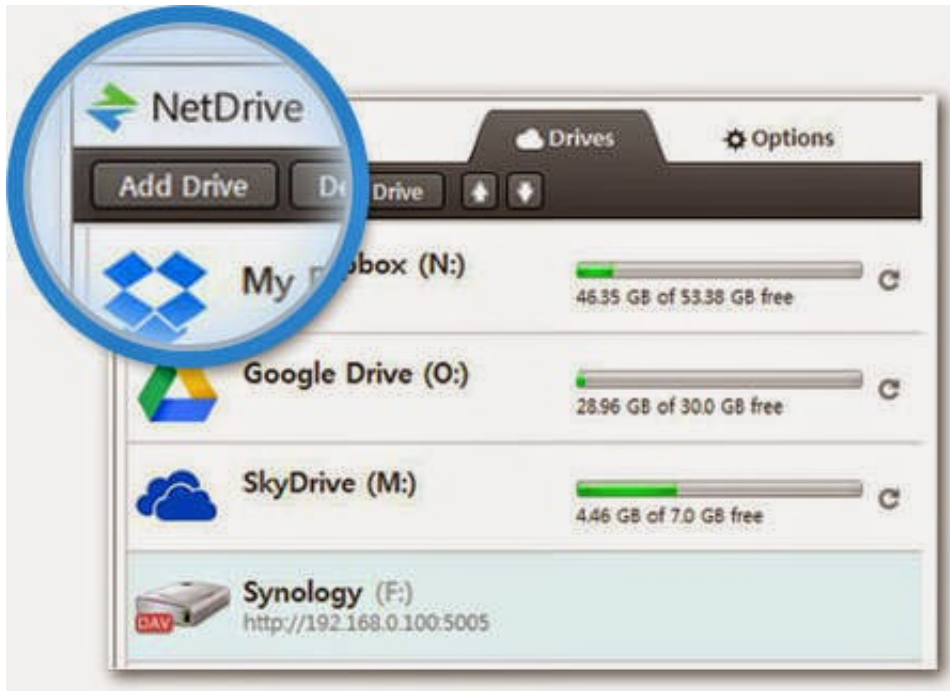 NetDrive
Drives
Options
Add Drive
Drive
My
box (N:)
46.35 GB of 53.38 GB free
Google Drive (O:)
28.96 GB of 30.0 GB free
SkyDrive (M:)
4.46 GB of 7.0 GB free
Synology (F:)
DAV
http://192.168.0.100:5005